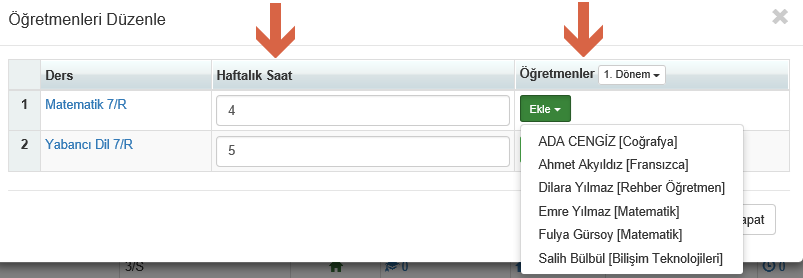 Öğretmenleri Düzenle
Ders Haftalık Saat Öğretmenler 1. Dönem
1 Matematik 7/R 4 Ekle
2 Yabancı Dil 7/R 5
ADA CENGİZ [Coğrafya]
Ahmet Akyıldız [Fransızca]
Dilara Yılmaz [Rehber Öğretmen]
Emre Yılmaz [Matematik]
Fulya Gürsoy [Matematik]
apat
Salih Bülbül [Bilişim Teknolojileri]
3/S 0 0